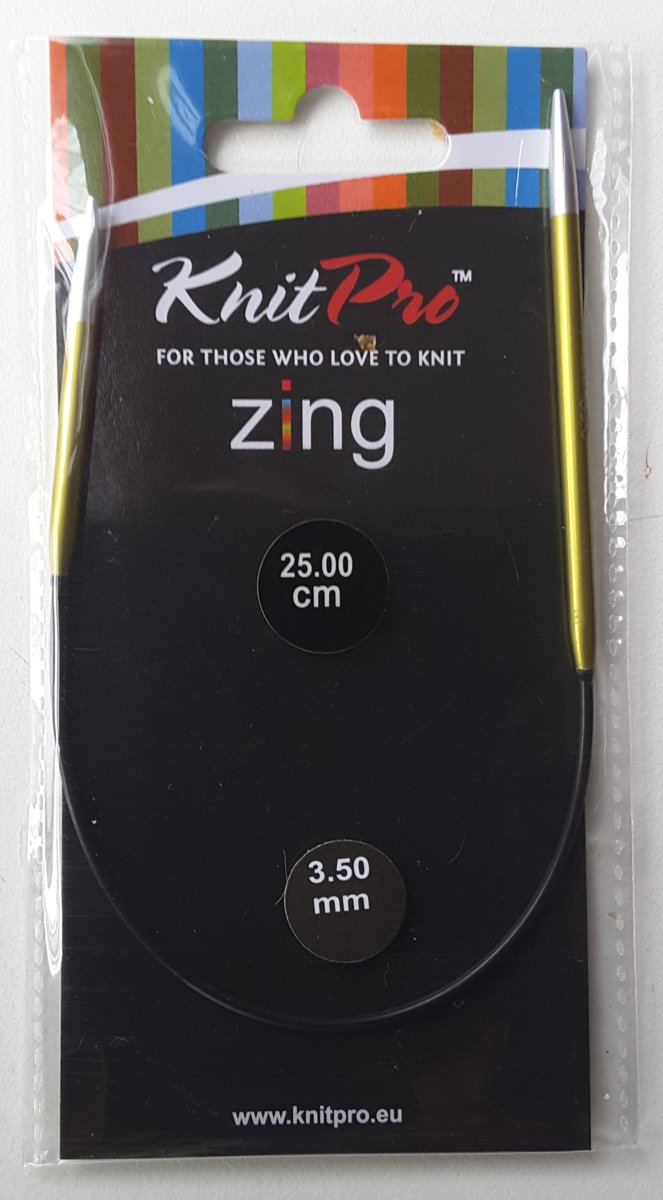 KnitPro™
FOR THOSE WHO LOVE TO KNIT
zing
25.00
cm
3.50
mm
www.knitpro.eu